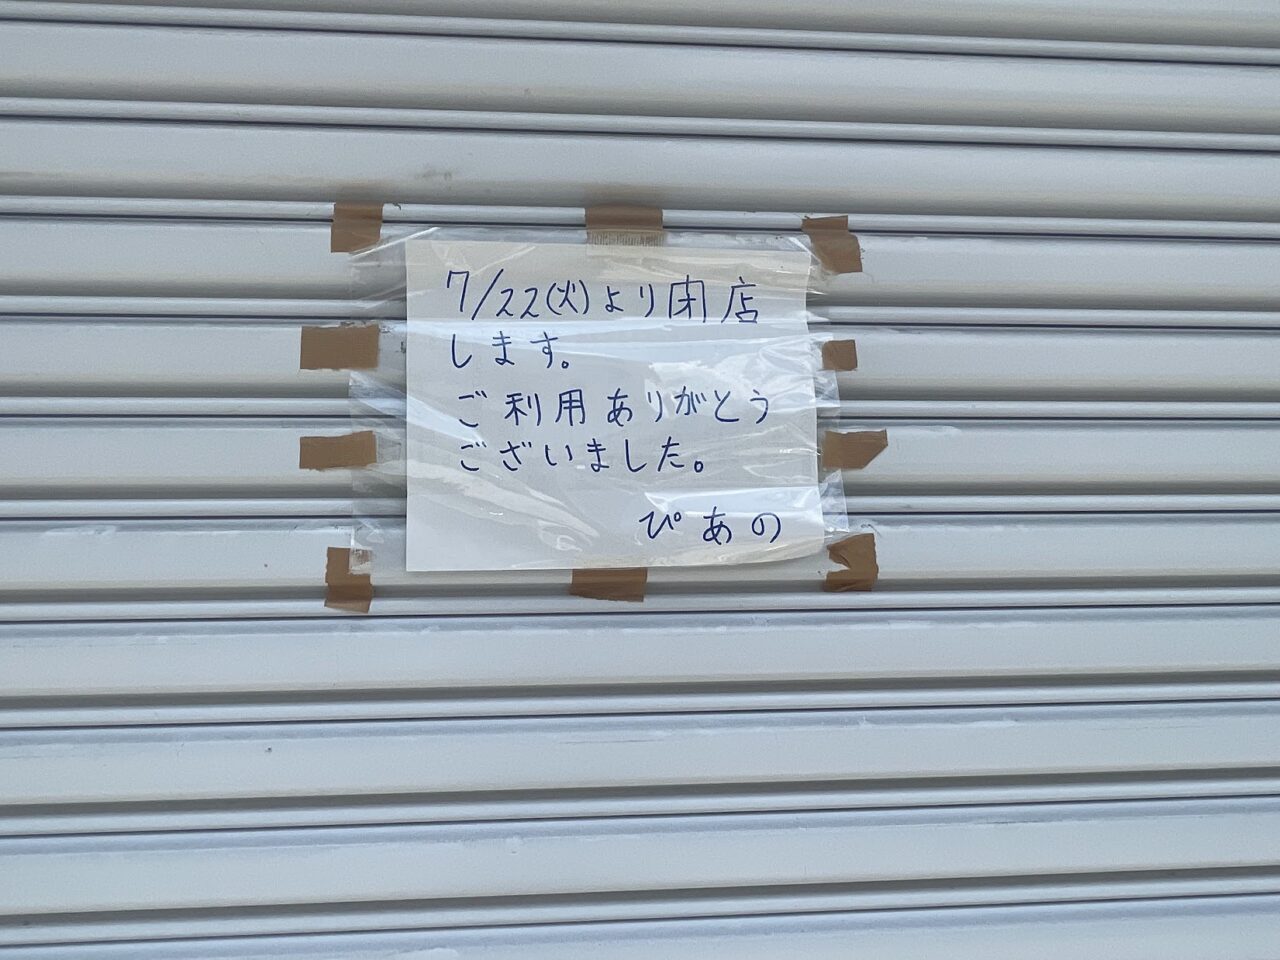 7/22(火)より閉店
します。
ご利用ありがとう
ございました。
ぴあの